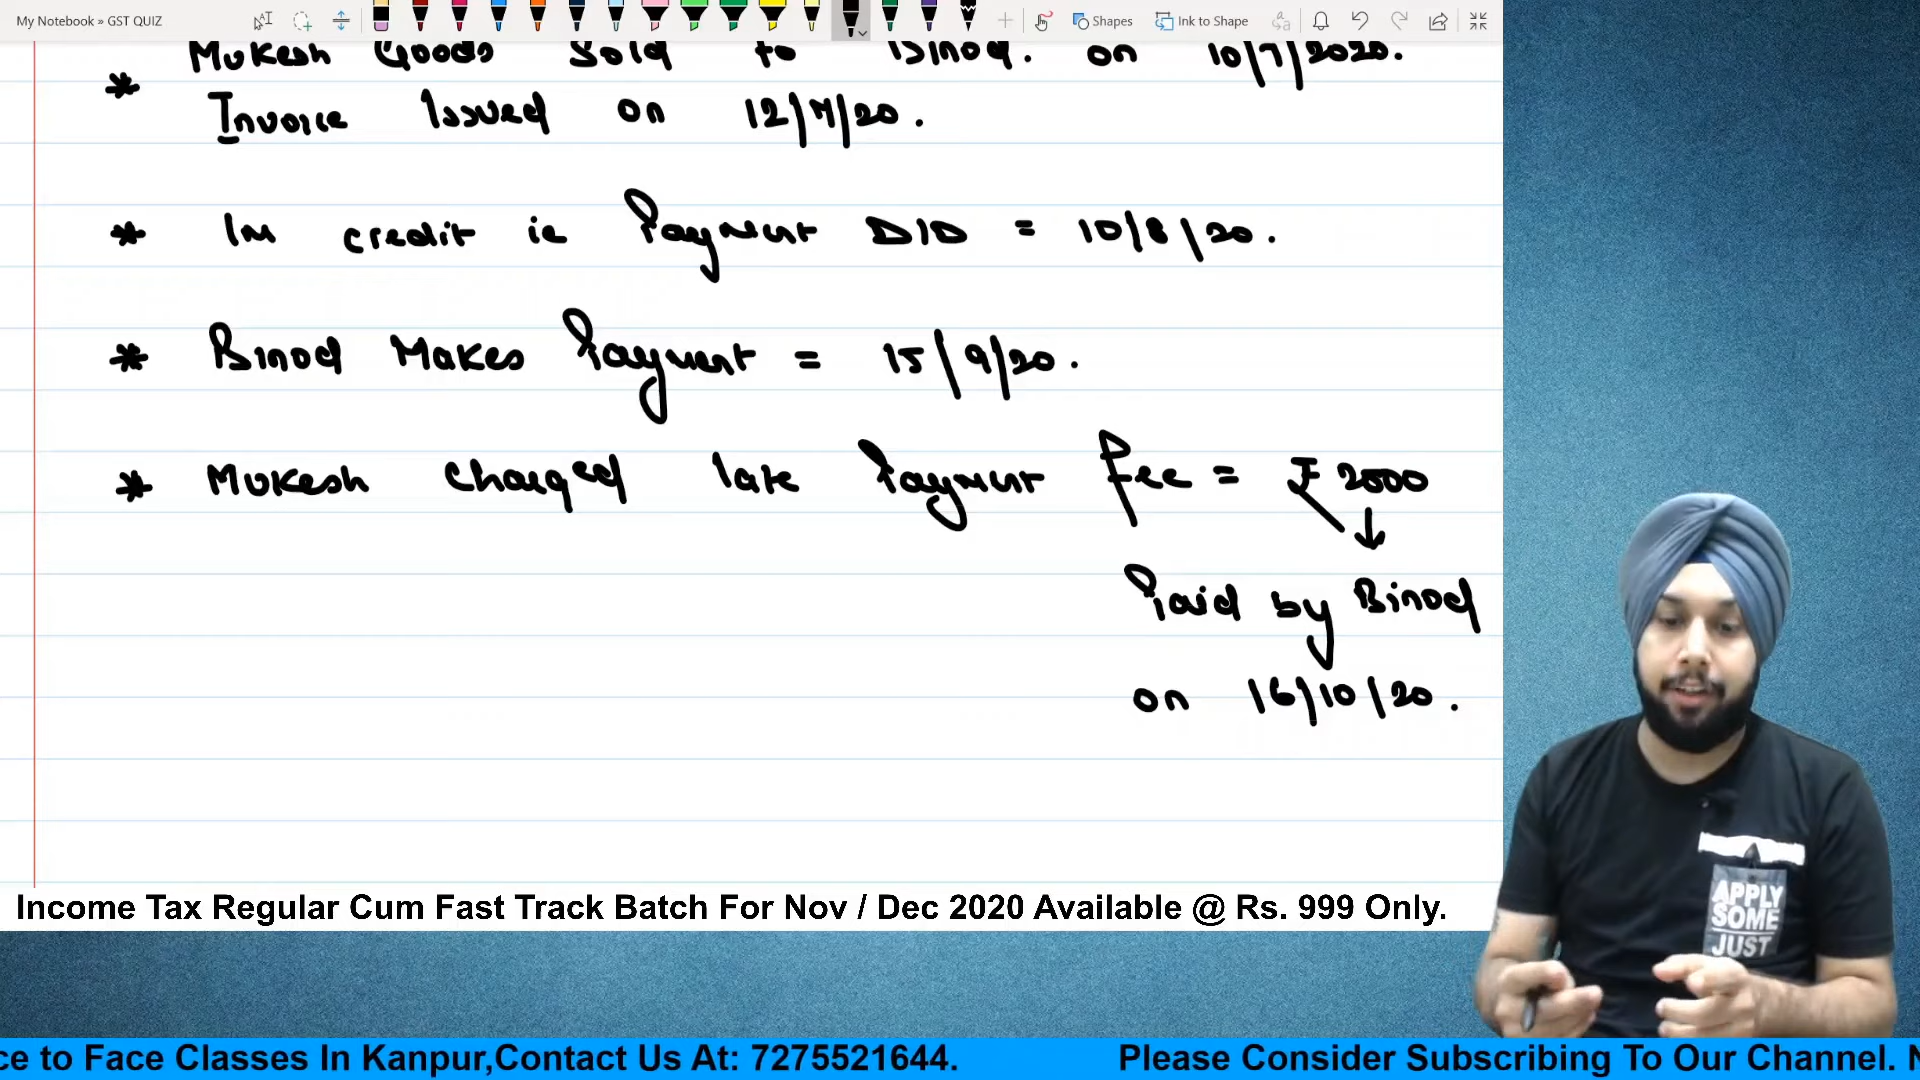 My Notebook » GST QUIZ
Shapes
Ink to Shape
* Mukesh Goods Sold to Binod. on 10/7/2020.
Invoice Issued on 12/7/20.
* 1m credit ie Payment D/D = 10/8/20.
* Binod Makes Payment = 15/9/20.
* Mukesh charged late Payment fee = ₹ 2000
↓
Paid by Binod
on 16/10/20.
APPLY
SOME
JUST
Income Tax Regular Cum Fast Track Batch For Nov / Dec 2020 Available @ Rs. 999 Only.
ce to Face Classes In Kanpur,Contact Us At: 7275521644. Please Consider Subscribing To Our Channel. N